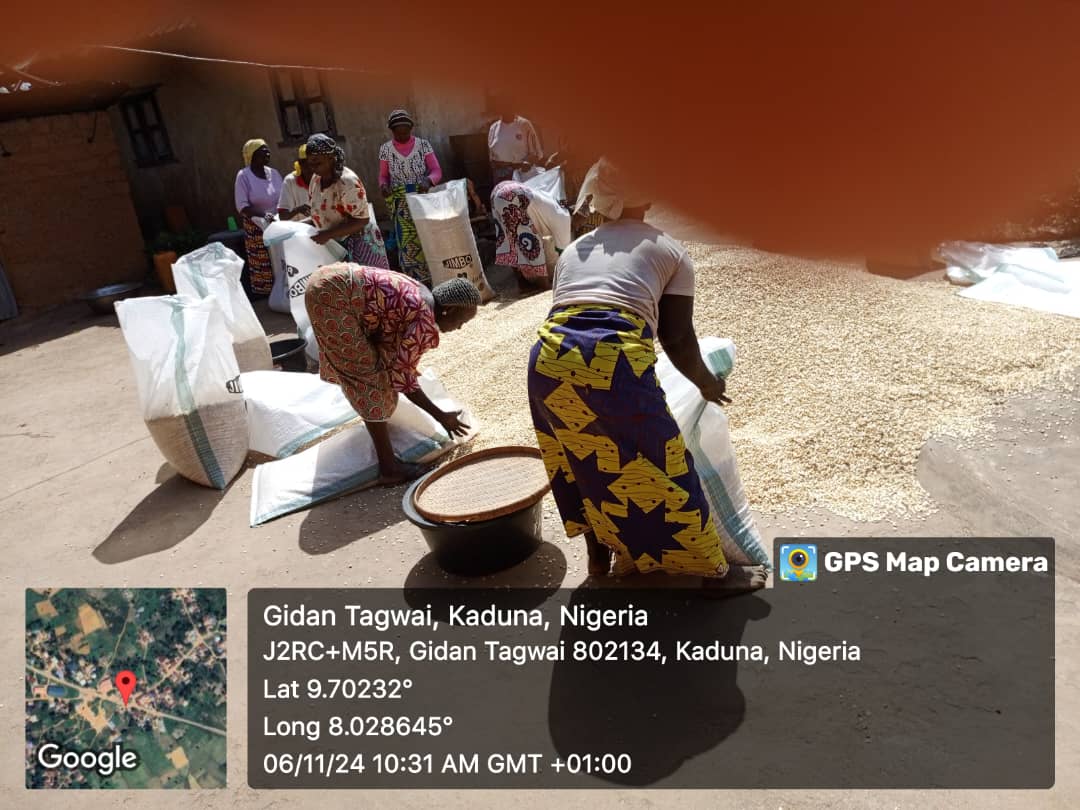 JIMBO
GPS Map Camera
Gidan Tagwai, Kaduna, Nigeria
J2RC+M5R, Gidan Tagwai 802134, Kaduna, Nigeria
Lat 9.70232°
Long 8.028645°
06/11/24 10:31 AM GMT +01:00
Google